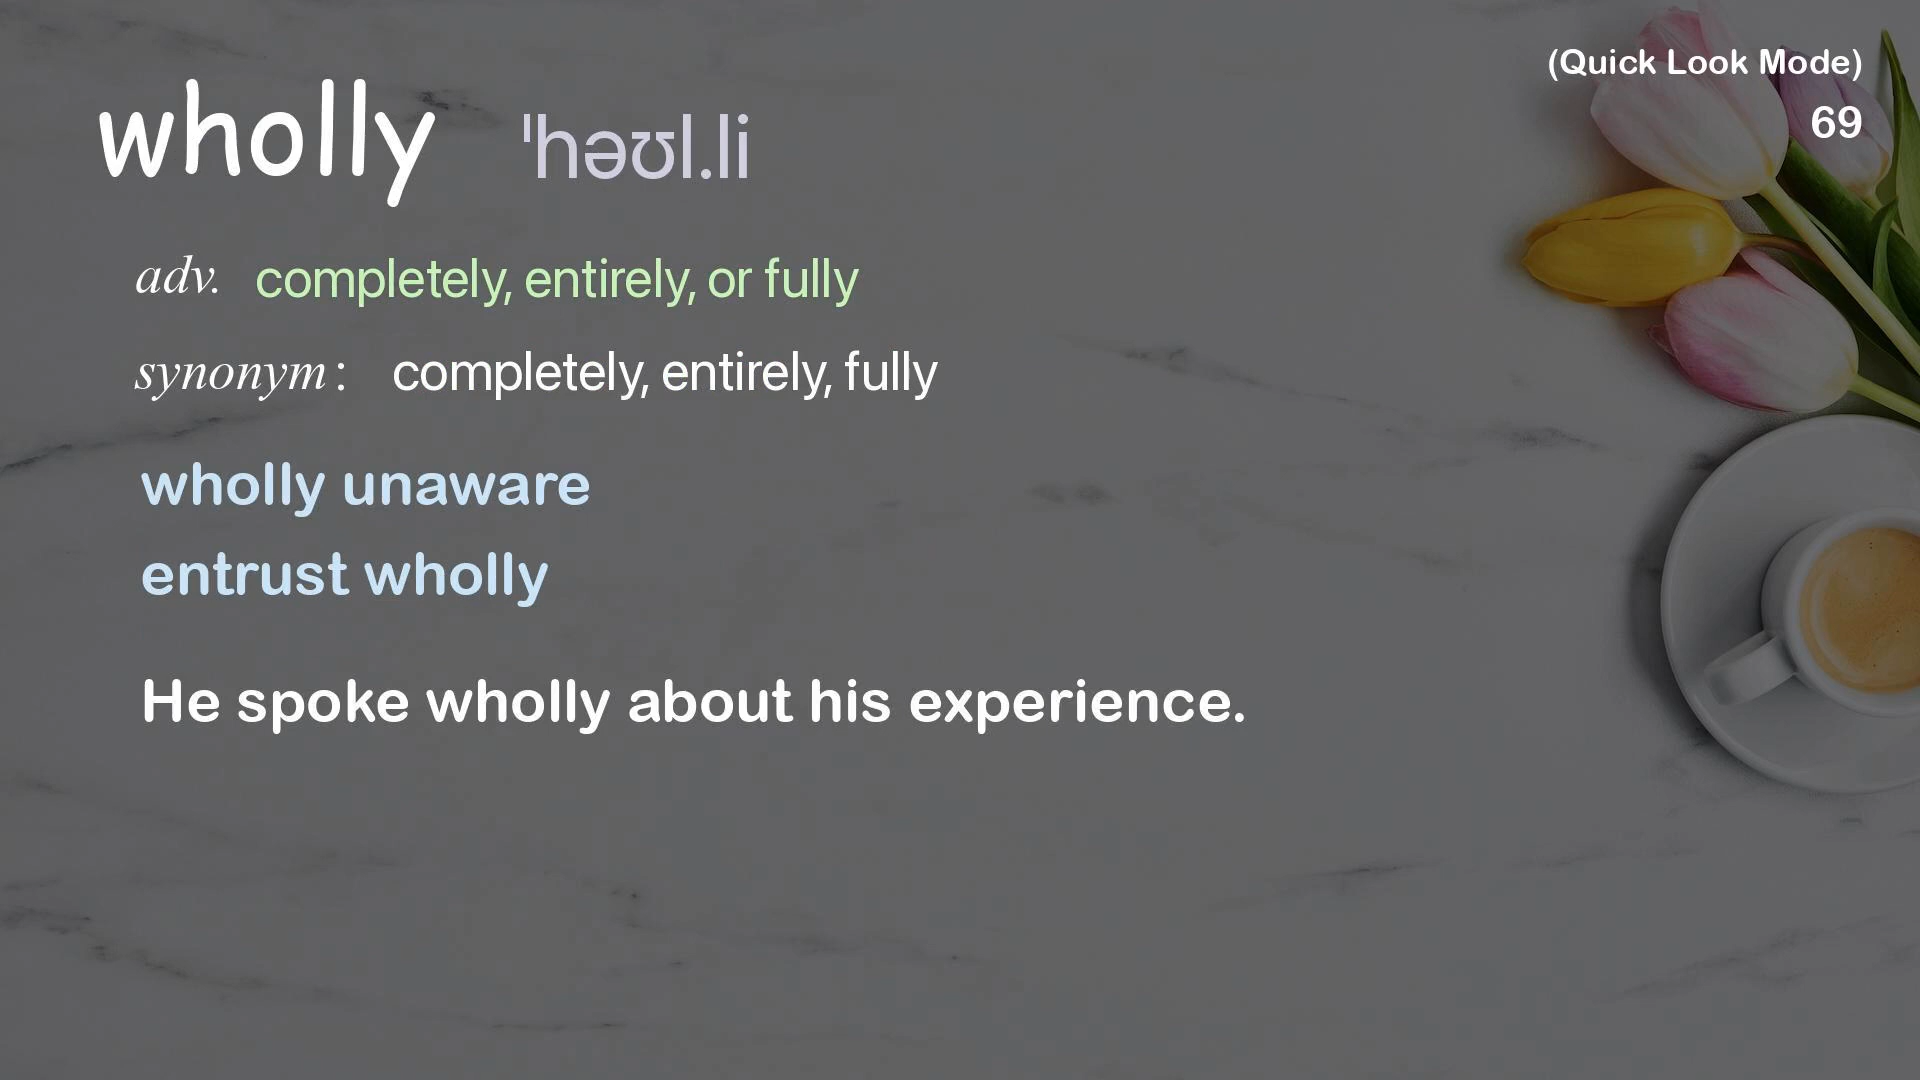 (Quick Look Mode)
69
wholly ˈhəʊl.li
adv. completely, entirely, or fully
synonym: completely, entirely, fully
wholly unaware
entrust wholly
He spoke wholly about his experience.